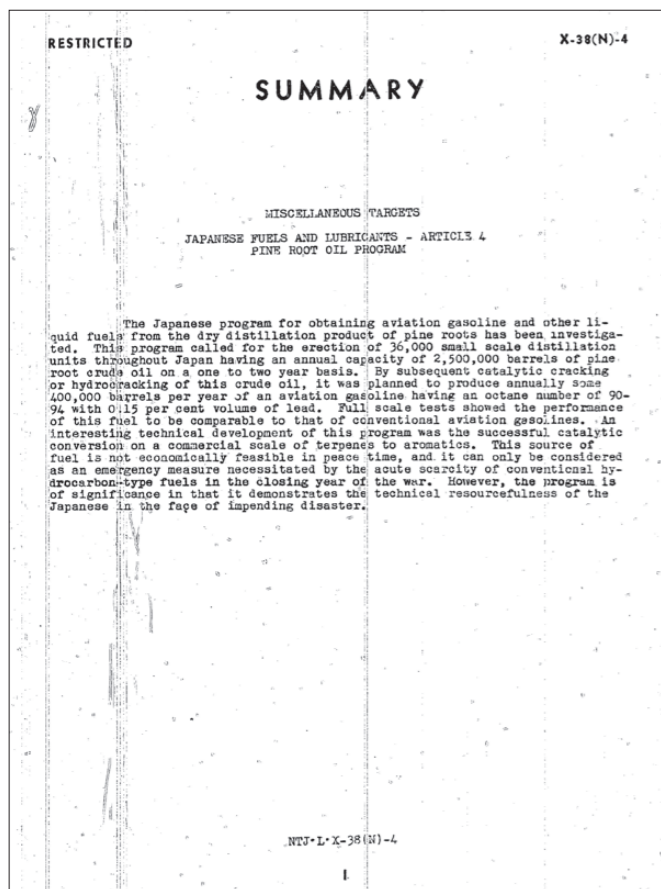 RESTRICTED
X-38(N)-4
SUMMARY
MISCELLANEOUS TARGETS
JAPANESE FUELS AND LUBRICANTS - ARTICLE 4
PINE ROOT OIL PROGRAM
The Japanese program for obtaining aviation gasoline and other li-
quid fuels from the dry distillation product of pine roots has been investiga-
ted. This program called for the erection of 36,000 small scale distillation
units throughout Japan having an annual capacity of 2,500,000 barrels of pine
root crude oil on a one to two year basis. By subsequent catalytic cracking
or hydrocracking of this crude oil, it was planned to produce annually some
400,000 barrels per year of an aviation gasoline having an octane number of 90-
94 with 0.15 per cent volume of lead. Full scale tests showed the performance
of this fuel to be comparable to that of conventional aviation gasolines. An
interesting technical development of this program was the successful catalytic
conversion on a commercial scale of terpenes to aromatics. This source of
fuel is not economically feasible in peace time, and it can only be considered
as an emergency measure necessitated by the acute scarcity of conventional hy-
drocarbon-type fuels in the closing year of the war. However, the program is
of significance in that it demonstrates the technical resourcefulness of the
Japanese in the face of impending disaster.
NTJ-L-X-38(N)-4
1